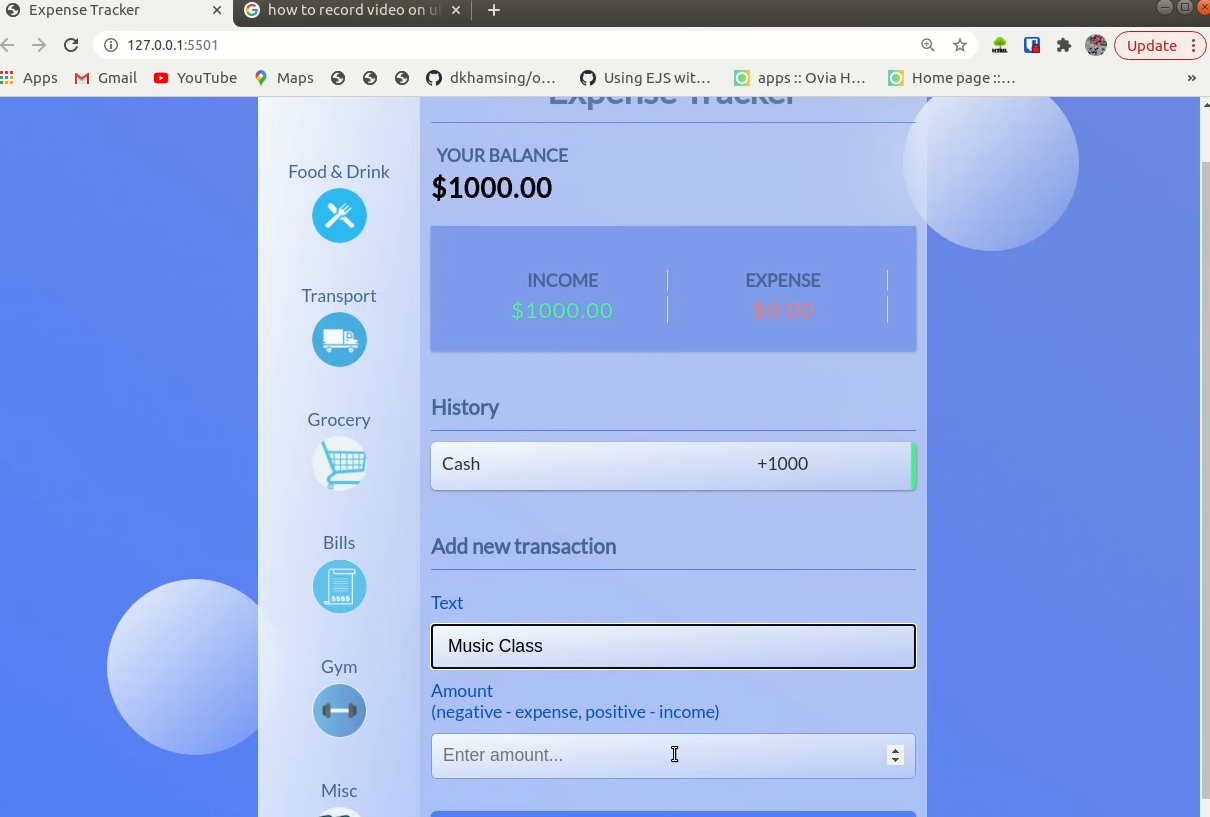 Expense Tracker
how to record video on u
127.0.0.1:5501
Update
Apps
Gmail
YouTube
Maps
dkhamsing/o...
Using EJS wit...
apps :: Ovia H...
Home page ::...
»
Expense Tracker
Food & Drink
Transport
Grocery
Bills
$$$$
Gym
Misc
YOUR BALANCE
$1000.00
INCOME
$1000.00
EXPENSE
$0.00
History
Cash
+1000
Add new transaction
Text
Music Class
Amount
(negative - expense, positive - income)
Enter amount...